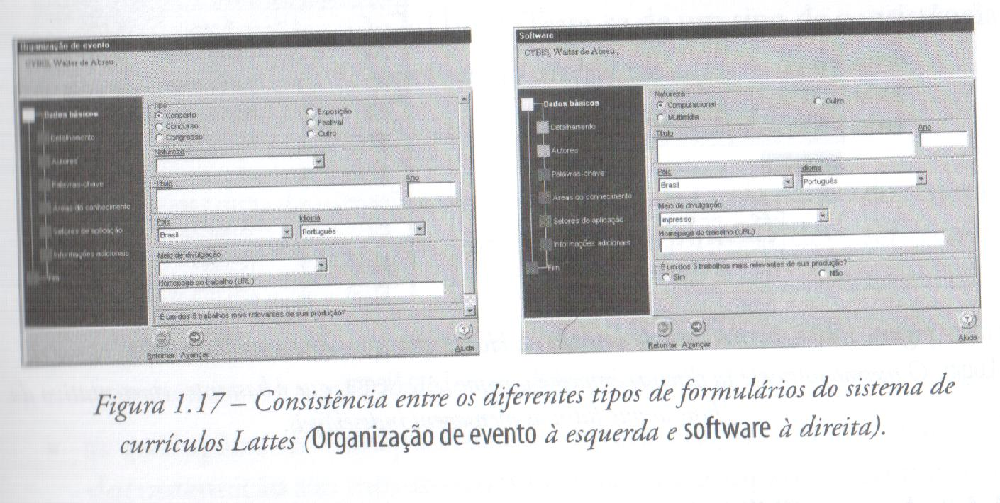 Organização de evento
CYBIS, Walter de Abreu,
Dados básicos
Detalhamento
Autores
Palavras-chave
Áreas do conhecimento
Setores de aplicação
Informações adicionais
Fim
Tipo
Concerto
Exposição
Concurso
Festival
Congresso
Outro
Natureza
Título
Ano
País
Idioma
Brasil
Português
Meio de divulgação
Homepage do trabalho (URL)
É um dos 5 trabalhos mais relevantes de sua produção?
Retornar Avançar
Ajuda
Software
CYBIS, Walter de Abreu,
Dados básicos
Detalhamento
Autores
Palavras-chave
Áreas do conhecimento
Setores de aplicação
Informações adicionais
Fim
Natureza
Computacional
Outra
Multimídia
Título
Ano
País
Idioma
Brasil
Português
Meio de divulgação
Impresso
Homepage do trabalho (URL)
É um dos 5 trabalhos mais relevantes de sua produção?
Sim
Não
Retornar Avançar
Ajuda
Figura 1.17 – Consistência entre os diferentes tipos de formulários do sistema de
currículos Lattes (Organização de evento à esquerda e software à direita).